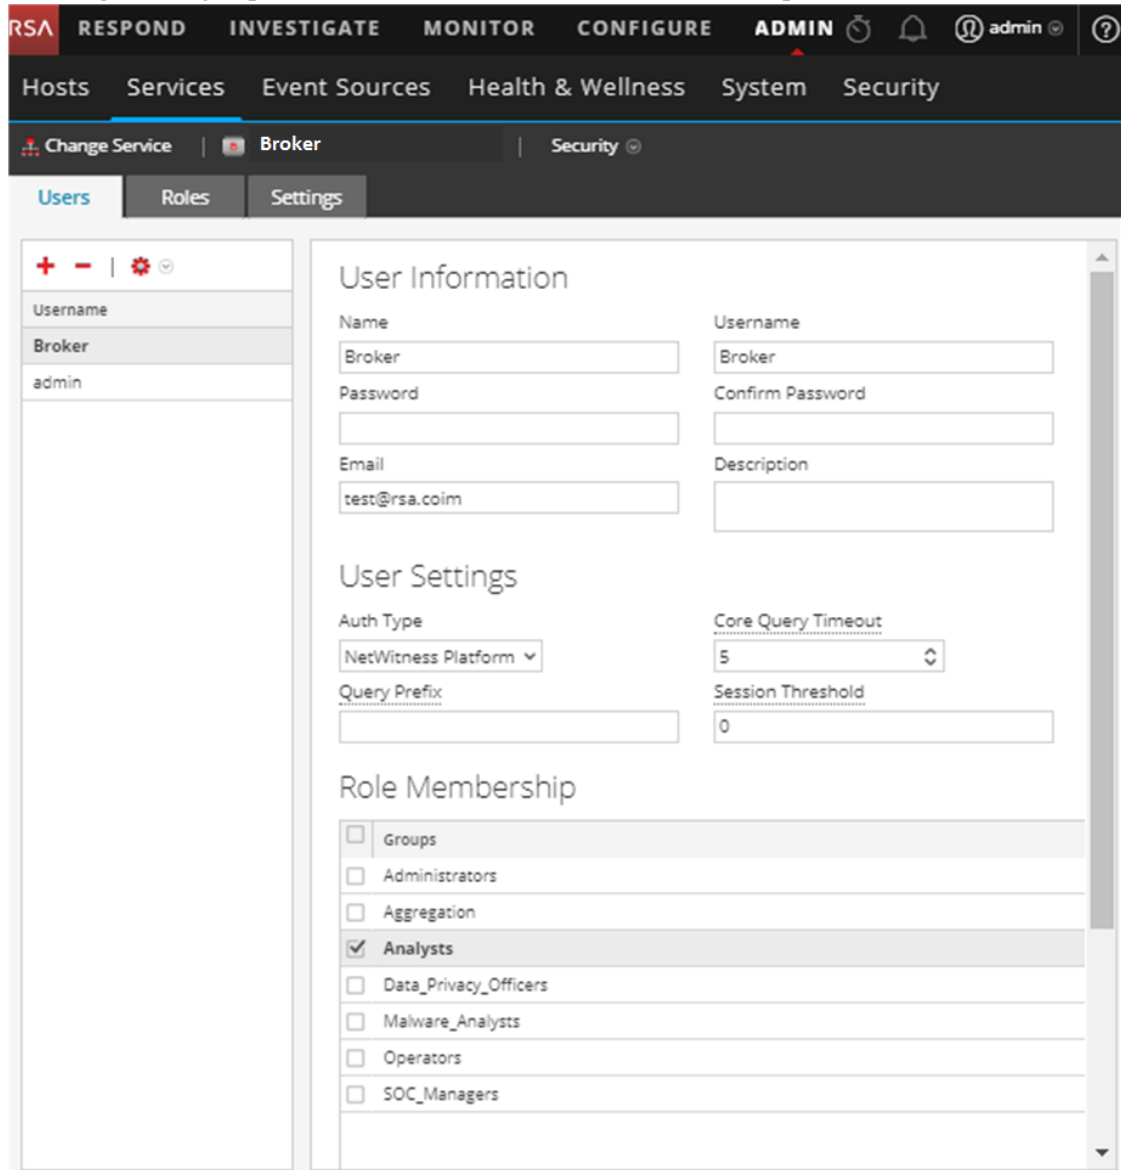 RSA RESPOND INVESTIGATE MONITOR CONFIGURE ADMIN admin
Hosts Services Event Sources Health & Wellness System Security
Change Service | Broker | Security
Users Roles Settings
Username
Broker
admin
User Information
Name Username
Broker Broker
Password Confirm Password
Email Description
test@rsa.coim
User Settings
Auth Type Core Query Timeout
NetWitness Platform 5
Query Prefix Session Threshold
0
Role Membership
Groups
Administrators
Aggregation
Analysts
Data_Privacy_Officers
Malware_Analysts
Operators
SOC_Managers